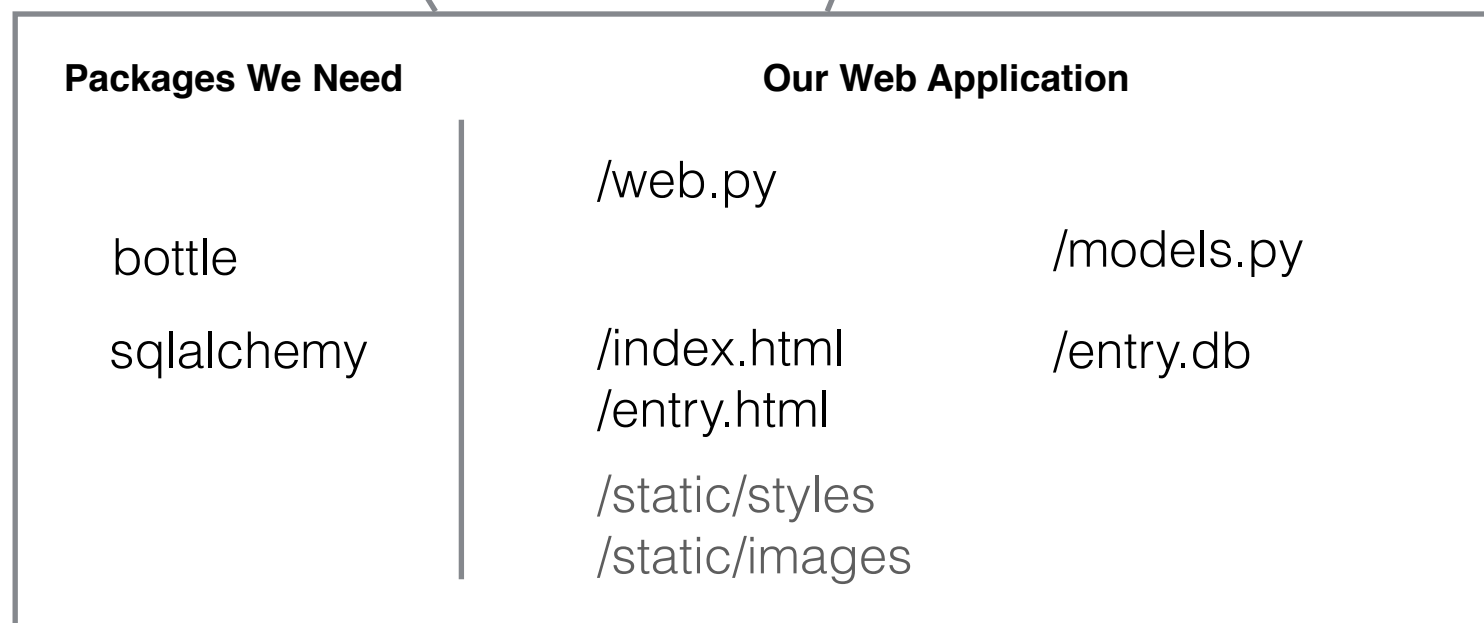 Packages We Need
bottle
sqlalchemy
Our Web Application
/web.py
/models.py
/index.html
/entry.html
/entry.db
/static/styles
/static/images